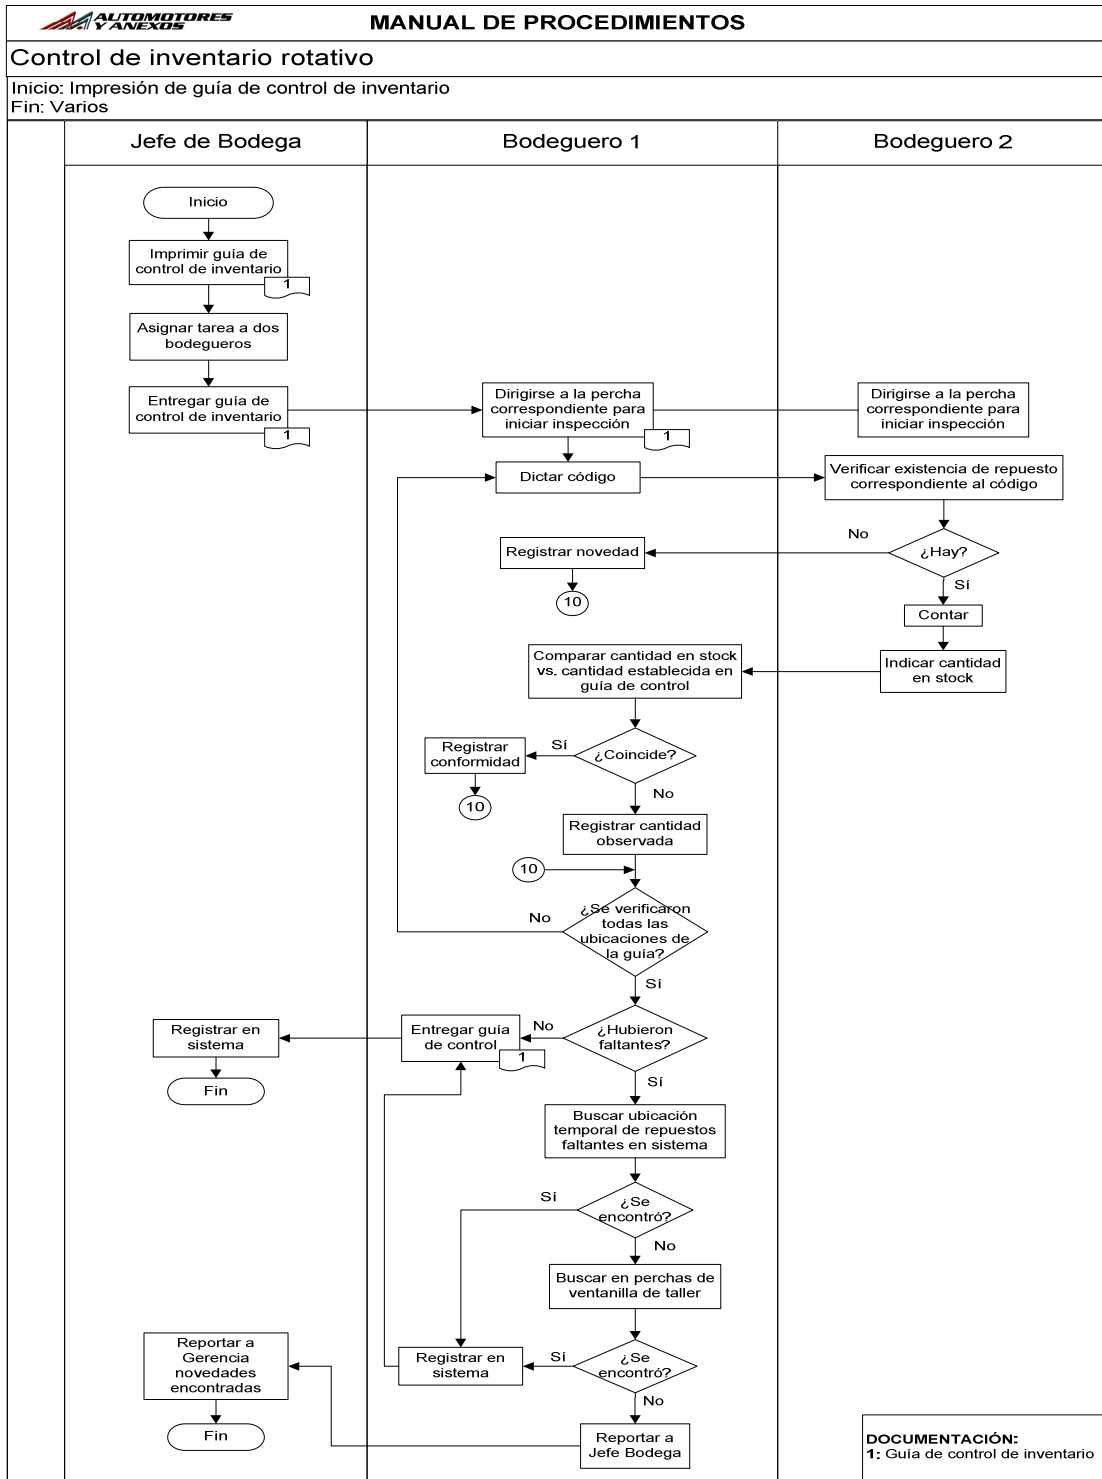 AUTOMOTORES
Y ANEXOS
MANUAL DE PROCEDIMIENTOS
Control de inventario rotativo
Inicio: Impresión de guía de control de inventario
Fin: Varios
Jefe de Bodega
Bodeguero 1
Bodeguero 2
Inicio
Imprimir guía de
control de inventario
1
Asignar tarea a dos
bodegueros
Entregar guía de
control de inventario
1
Dirigirse a la percha
correspondiente para
iniciar inspección
1
Dirigirse a la percha
correspondiente para
iniciar inspección
Dictar código
Verificar existencia de repuesto
correspondiente al código
¿Hay?
No
Registrar novedad
10
Sí
Contar
Indicar cantidad
en stock
Comparar cantidad en stock
vs. cantidad establecida en
guía de control
¿Coincide?
Sí
Registrar
conformidad
10
No
Registrar cantidad
observada
10
¿Se verificaron
todas las
ubicaciones de
la guía?
No
Sí
¿Hubieron
faltantes?
No
Entregar guía
de control
1
Registrar en
sistema
Fin
Sí
Buscar ubicación
temporal de repuestos
faltantes en sistema
¿Se
encontró?
Sí
No
Buscar en perchas de
ventanilla de taller
¿Se
encontró?
Sí
Registrar en
sistema
No
Reportar a
Jefe Bodega
Reportar a
Gerencia
novedades
encontradas
Fin
DOCUMENTACIÓN:
1: Guía de control de inventario